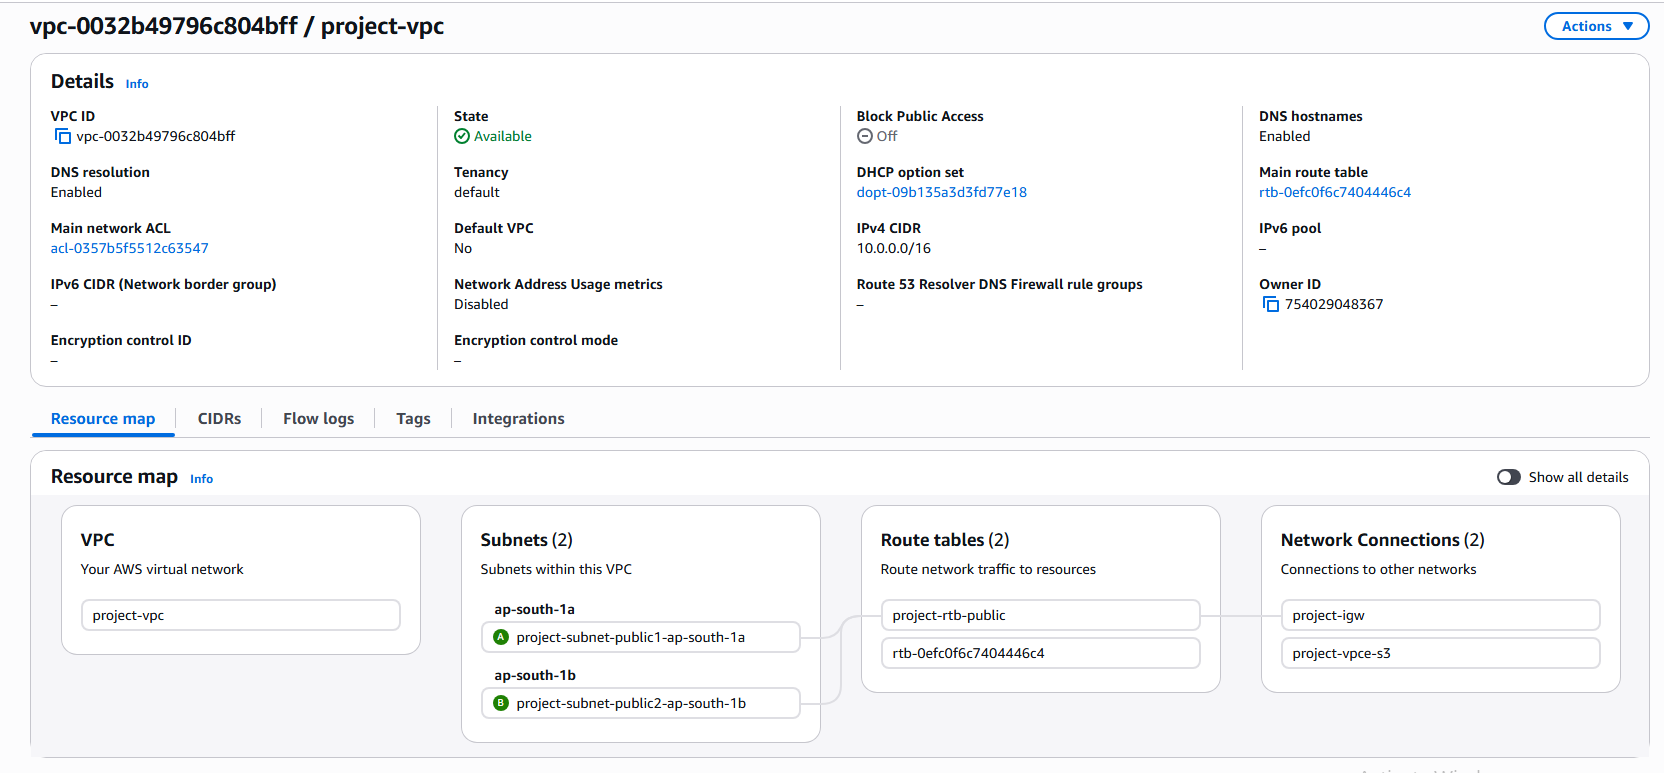 vpc-0032b49796c804bff / project-vpc
Actions
Details Info
VPC ID
vpc-0032b49796c804bff
State
Available
Block Public Access
Off
DNS hostnames
Enabled
DNS resolution
Enabled
Tenancy
default
DHCP option set
dopt-09b135a3d3fd77e18
Main route table
rtb-0efc0f6c7404446c4
Main network ACL
acl-0357b5f5512c63547
Default VPC
No
IPv4 CIDR
10.0.0.0/16
IPv6 pool
–
IPv6 CIDR (Network border group)
–
Network Address Usage metrics
Disabled
Route 53 Resolver DNS Firewall rule groups
–
Owner ID
754029048367
Encryption control ID
–
Encryption control mode
–
Resource map
CIDRs
Flow logs
Tags
Integrations
Resource map Info
Show all details
VPC
Your AWS virtual network
project-vpc
Subnets (2)
Subnets within this VPC
ap-south-1a
A project-subnet-public1-ap-south-1a
ap-south-1b
B project-subnet-public2-ap-south-1b
Route tables (2)
Route network traffic to resources
project-rtb-public
rtb-0efc0f6c7404446c4
Network Connections (2)
Connections to other networks
project-igw
project-vpce-s3